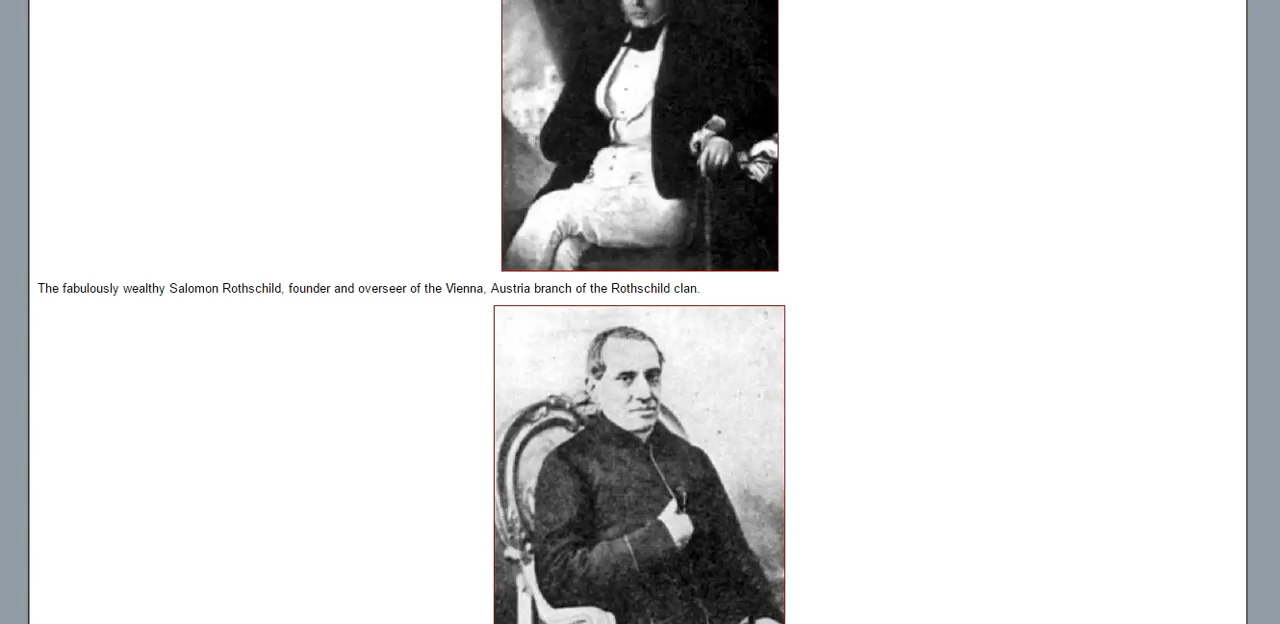 The fabulously wealthy Salomon Rothschild, founder and overseer of the Vienna, Austria branch of the Rothschild clan.